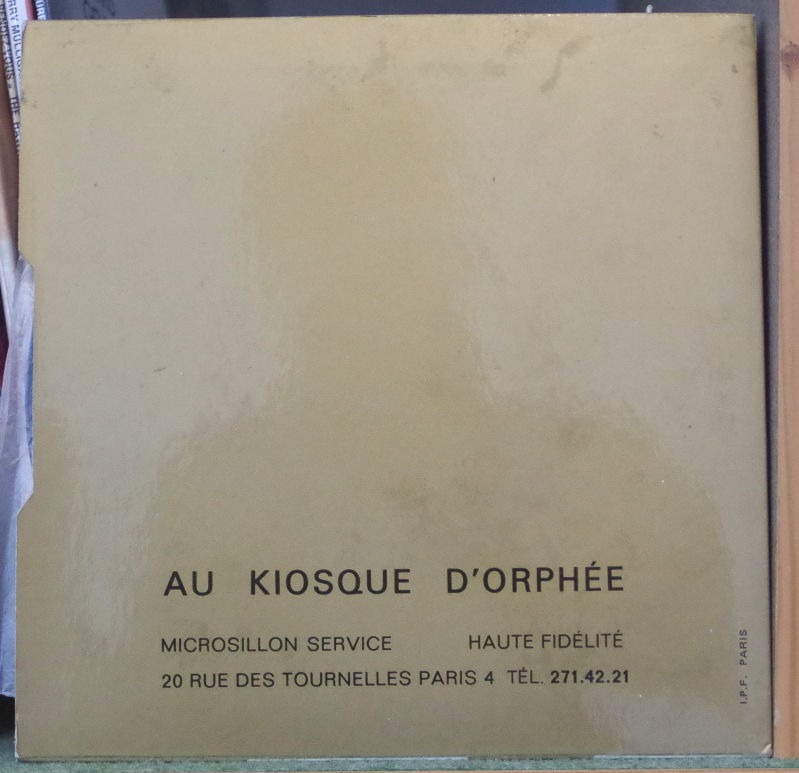 AU KIOSQUE D'ORPHÉE
MICROSILLON SERVICE HAUTE FIDÉLITÉ
20 RUE DES TOURNELLES PARIS 4 TÉL. 271.42.21
I.P.F. PARIS